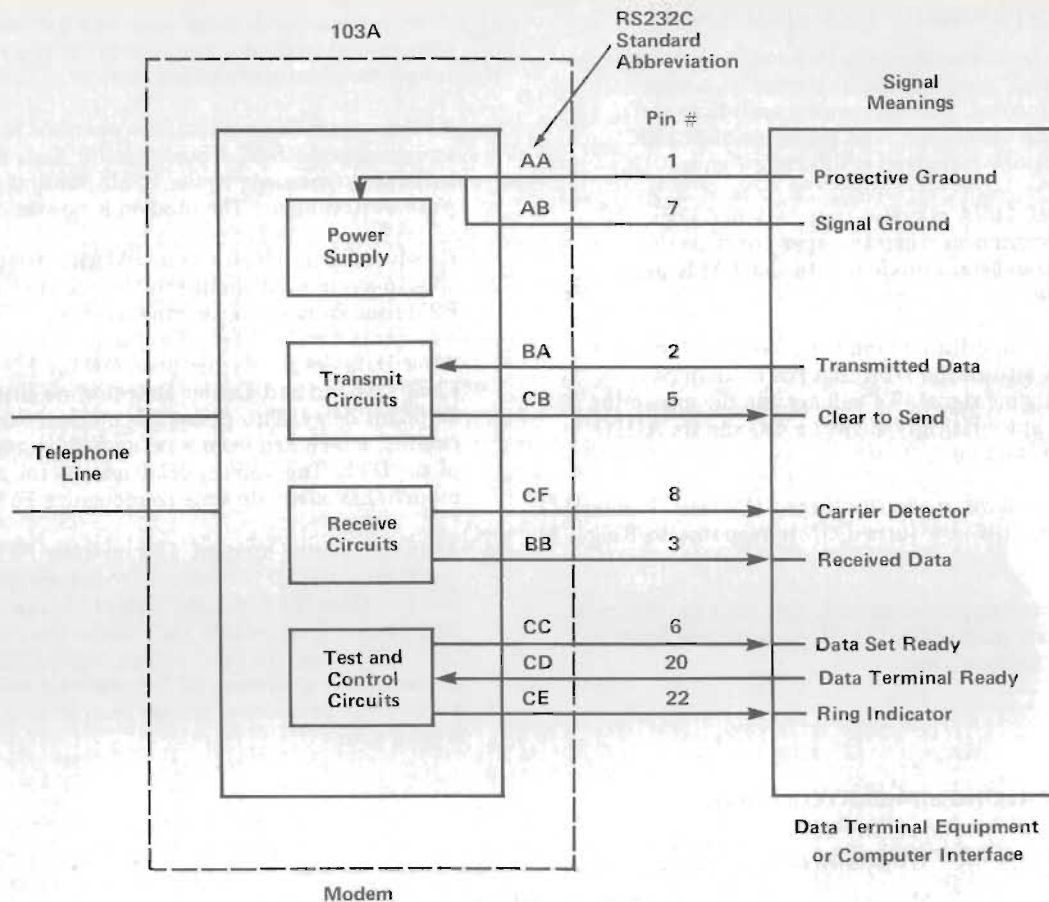 103A
RS232C
Standard
Abbreviation
Signal
Meanings
Pin #
AA 1 Protective Graound
AB 7 Signal Ground
Power
Supply
BA 2 Transmitted Data
Transmit
Circuits
CB 5 Clear to Send
Telephone
Line
CF 8 Carrier Detector
Receive
Circuits
BB 3 Received Data
CC 6 Data Set Ready
Test and
Control
Circuits
CD 20 Data Terminal Ready
CE 22 Ring Indicator
Data Terminal Equipment
or Computer Interface
Modem